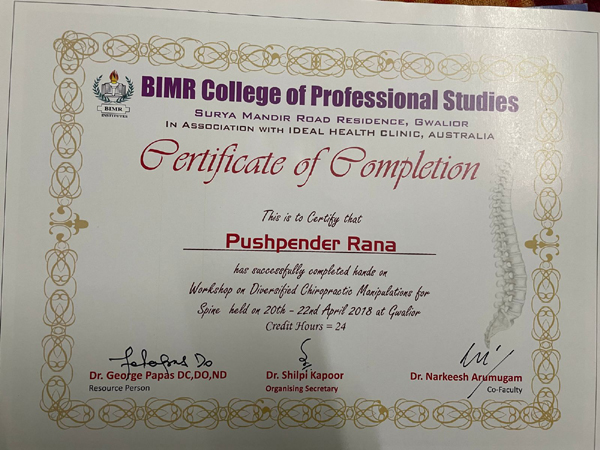 BIMR College of Professional Studies
BIMR
SURYA MANDIR ROAD RESIDENCE, GWALIOR
IN ASSOCIATION WITH IDEAL HEALTH CLINIC, AUSTRALIA
Certificate of Completion
This is to Certify that
Pushpender Rana
has successfully completed hands on
Workshop on Diversified Chiropractic Manipulations for
Spine held on 20th - 22nd April 2018 at Gwalior
Credit Hours = 24
Dr. George Papas DC,DO,ND
Resource Person
Dr. Shilpi Kapoor
Organising Secretary
Dr. Narkeesh Arumugam
Co-Faculty